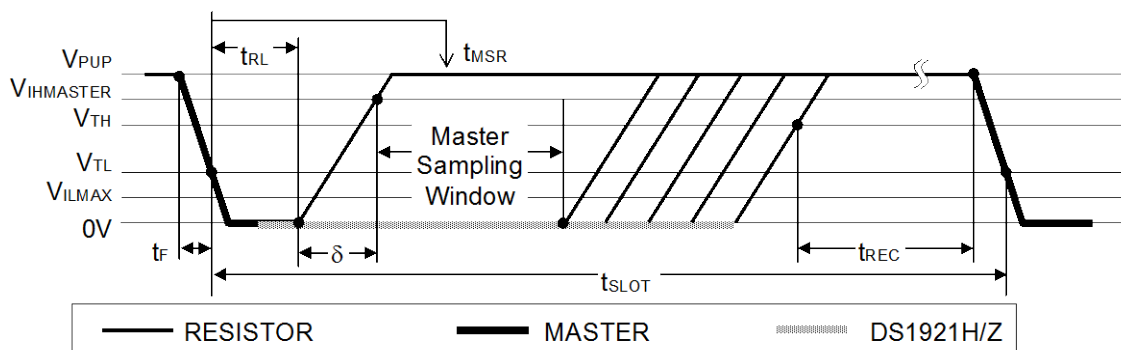 VPUP
VIHMASTER
VTH
VTL
VILMAX
0V
tRL
tMSR
Master
Sampling
Window
tF
δ
tREC
tSLOT
RESISTOR
MASTER
DS1921H/Z